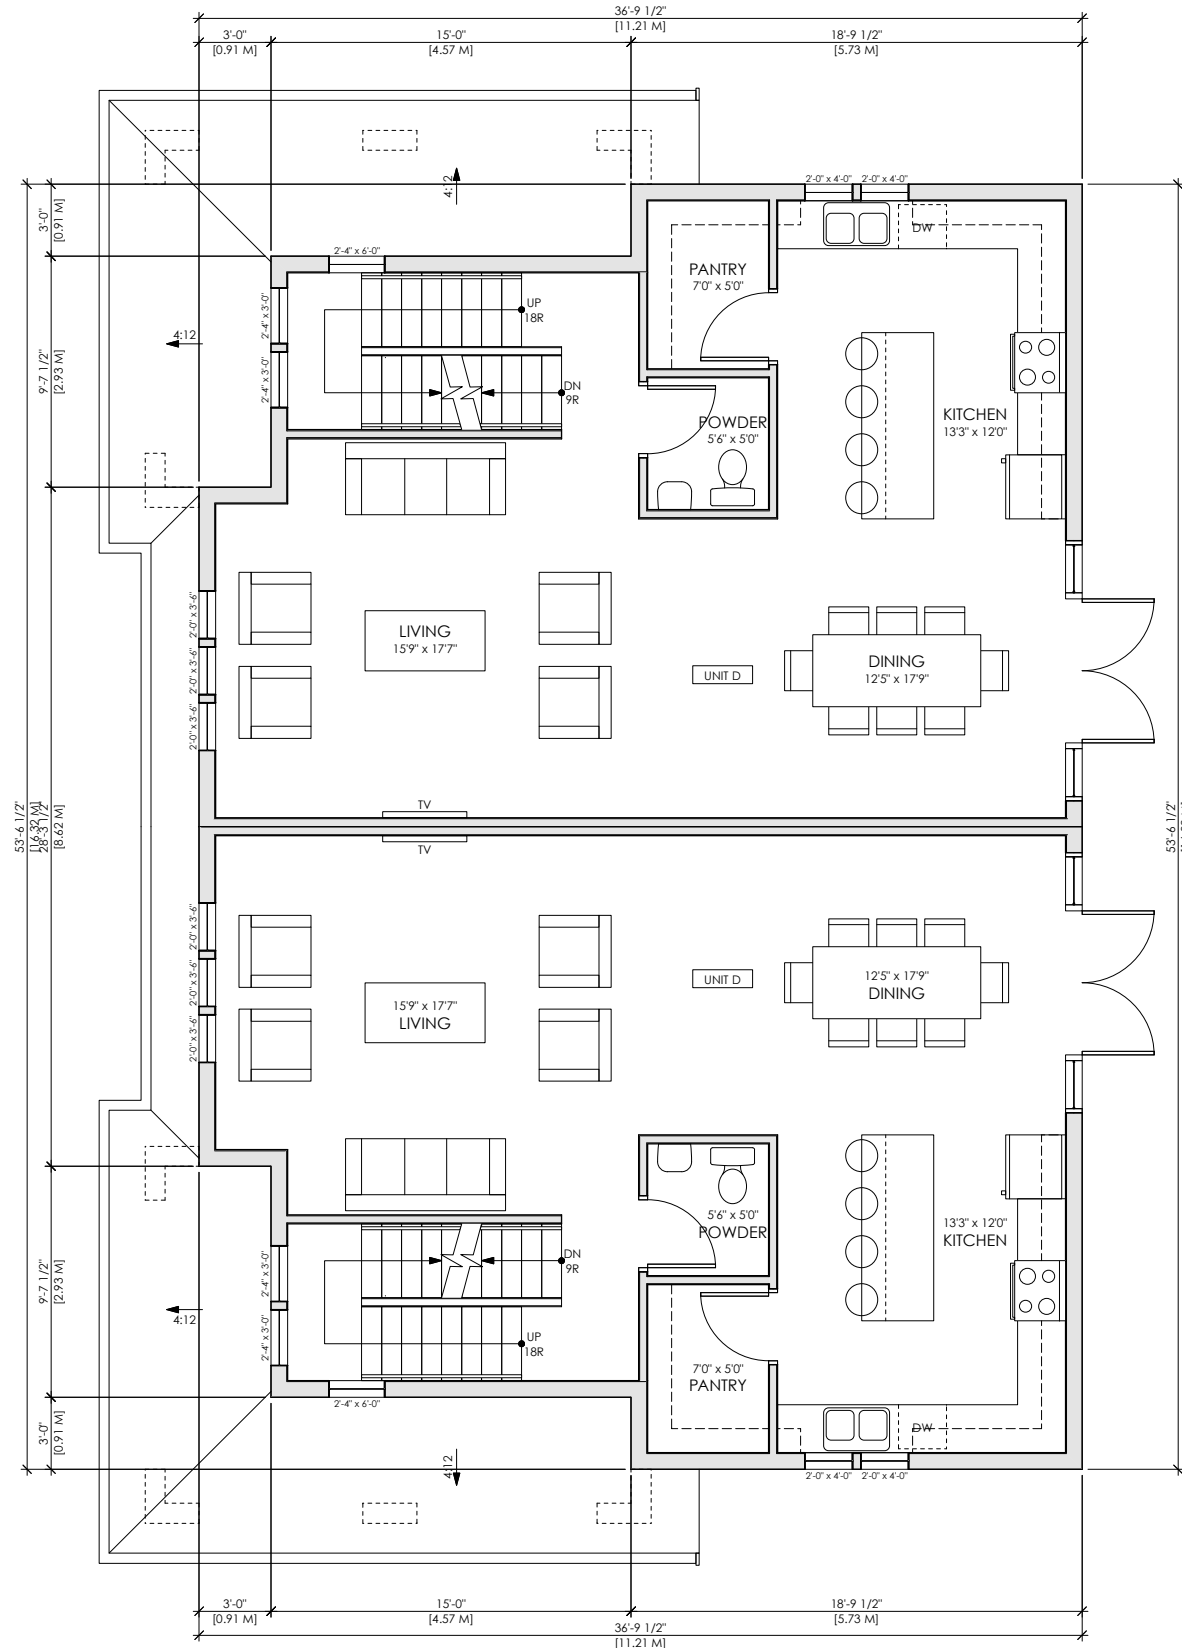 36'-9 1/2"
[11.21 M]
3'-0"
[0.91 M]
15'-0"
[4.57 M]
18'-9 1/2"
[5.73 M]
4:12
2'-0" x 4'-0"
2'-0" x 4'-0"
3'-0"
[0.91 M]
DW
2'-4" x 6'-0"
PANTRY
7'0" x 5'0"
UP
18R
4:12
2'-4" x 3'-0"
2'-4" x 3'-0"
9'-7 1/2"
[2.93 M]
DN
9R
POWDER
5'6" x 5'0"
KITCHEN
13'3" x 12'0"
2'-0" x 3'-6"
2'-0" x 3'-6"
2'-0" x 3'-6"
LIVING
15'9" x 17'7"
UNIT D
DINING
12'5" x 17'9"
TV
53'-6 1/2"
[16.32 M]
28'-3 1/2"
[8.62 M]
53'-6 1/2"
TV
2'-0" x 3'-6"
2'-0" x 3'-6"
2'-0" x 3'-6"
15'9" x 17'7"
LIVING
UNIT D
12'5" x 17'9"
DINING
5'6" x 5'0"
POWDER
13'3" x 12'0"
KITCHEN
DN
9R
2'-4" x 3'-0"
2'-4" x 3'-0"
9'-7 1/2"
[2.93 M]
4:12
UP
18R
7'0" x 5'0"
PANTRY
2'-4" x 6'-0"
DW
3'-0"
[0.91 M]
4:12
2'-0" x 4'-0"
2'-0" x 4'-0"
3'-0"
[0.91 M]
15'-0"
[4.57 M]
18'-9 1/2"
[5.73 M]
36'-9 1/2"
[11.21 M]